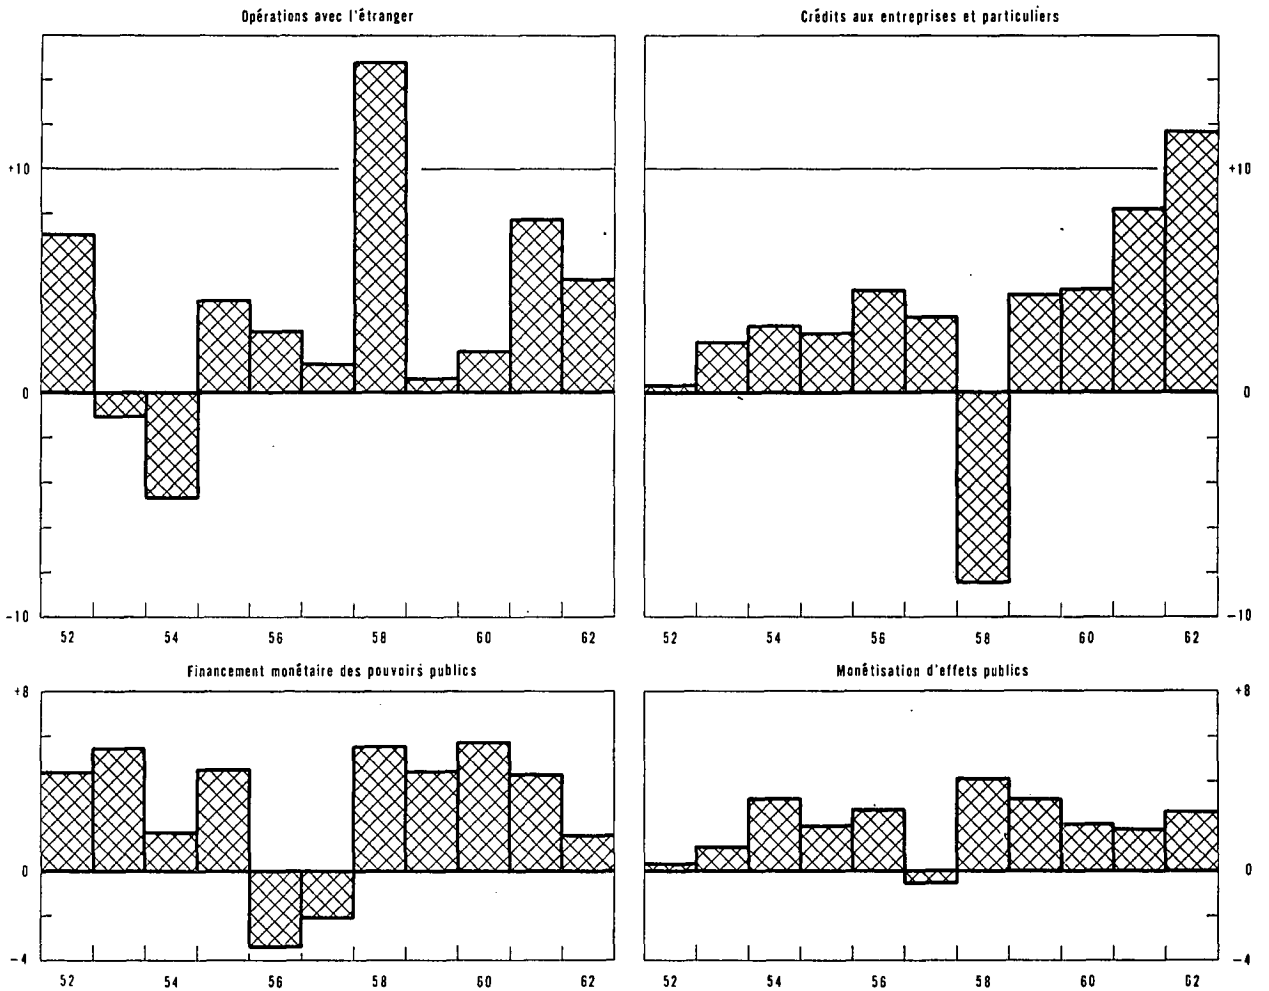 Opérations avec l'étranger
Crédits aux entreprises et particuliers
+10
+10
0
0
-10
-10
52 54 56 58 60 62
52 54 56 58 60 62
Financement monétaire des pouvoirs publics
Monétisation d'effets publics
+8
+8
0
0
-4
-4
52 54 56 58 60 62
52 54 56 58 60 62